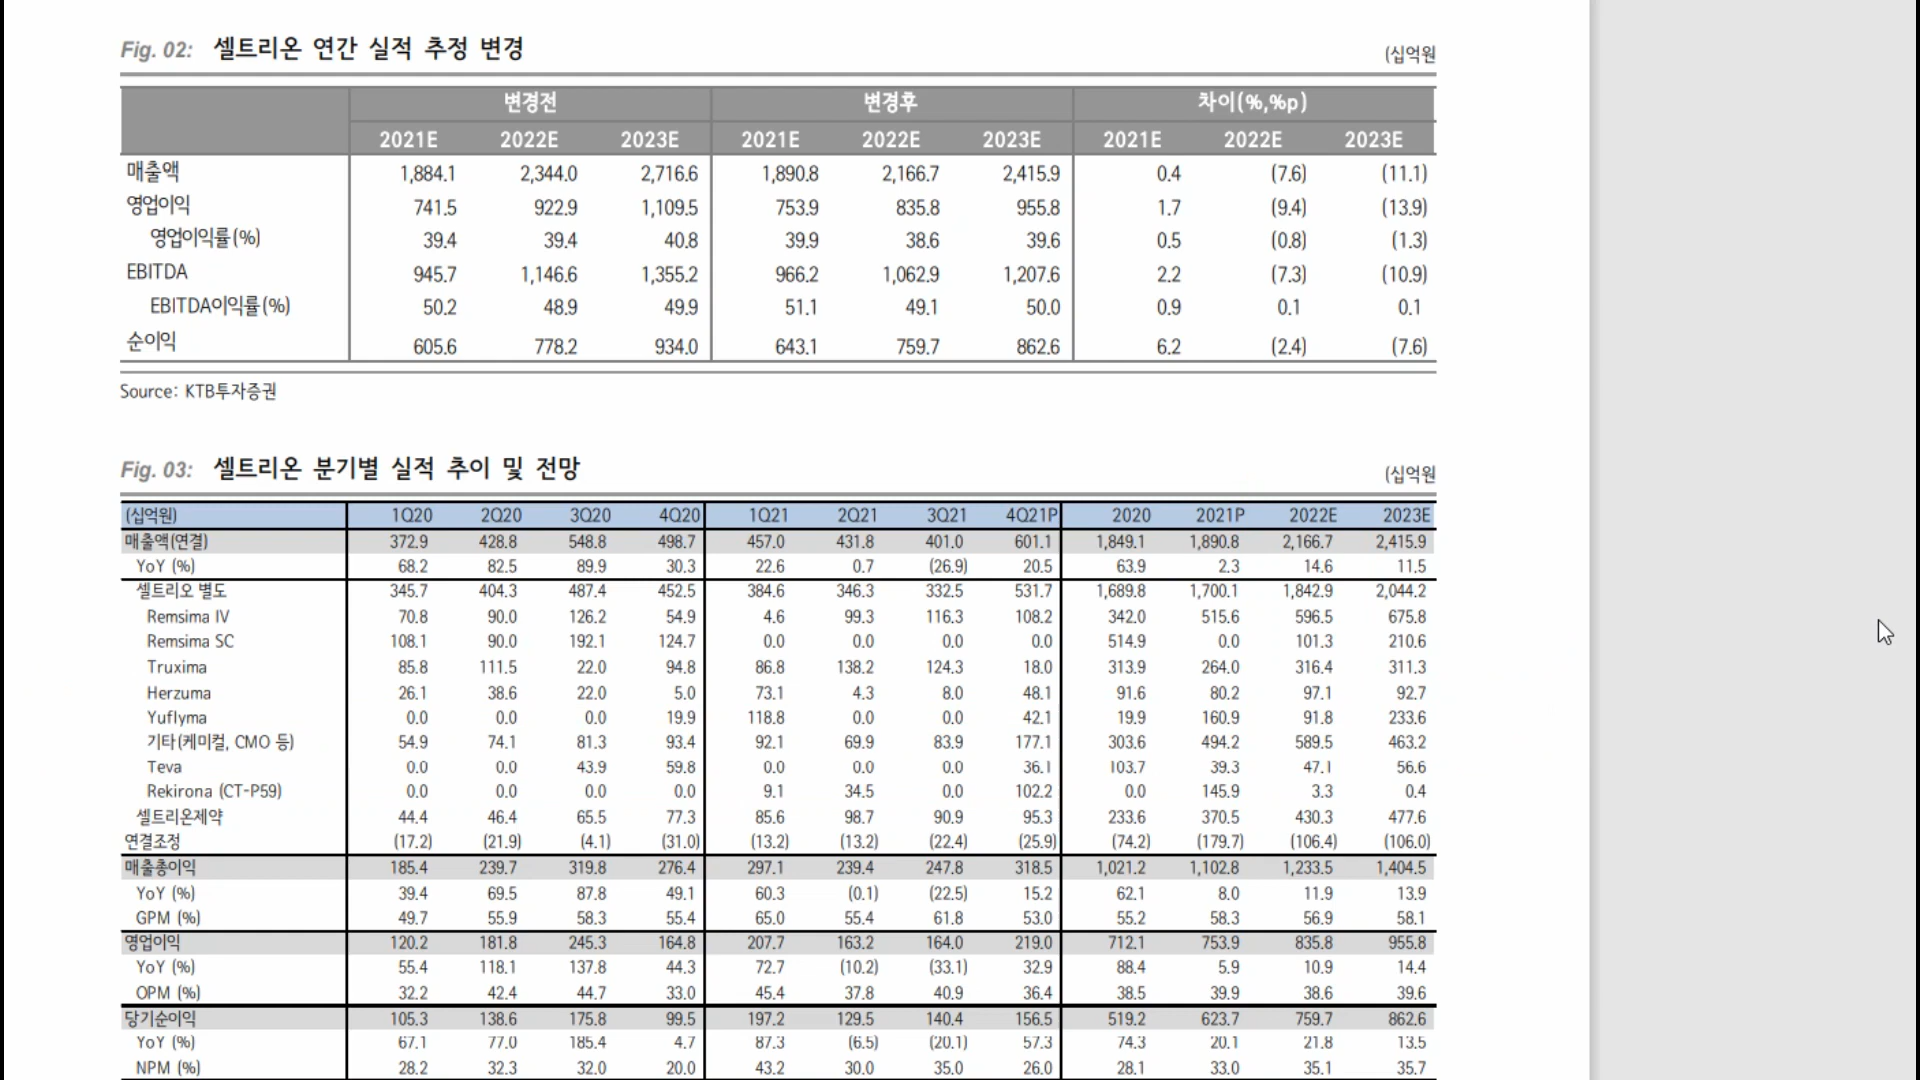 Fig. 02: 셀트리온 연간 실적 추정 변경 (십억원
변경전 변경후 차이(%,%p)
2021E 2022E 2023E 2021E 2022E 2023E 2021E 2022E 2023E
매출액 1,884.1 2,344.0 2,716.6 1,890.8 2,166.7 2,415.9 0.4 (7.6) (11.1)
영업이익 741.5 922.9 1,109.5 753.9 835.8 955.8 1.7 (9.4) (13.9)
영업이익률(%) 39.4 39.4 40.8 39.9 38.6 39.6 0.5 (0.8) (1.3)
EBITDA 945.7 1,146.6 1,355.2 966.2 1,062.9 1,207.6 2.2 (7.3) (10.9)
EBITDA이익률(%) 50.2 48.9 49.9 51.1 49.1 50.0 0.9 0.1 0.1
순이익 605.6 778.2 934.0 643.1 759.7 862.6 6.2 (2.4) (7.6)
Source: KTB투자증권
Fig. 03: 셀트리온 분기별 실적 추이 및 전망 (십억원
(십억원) 1Q20 2Q20 3Q20 4Q20 1Q21 2Q21 3Q21 4Q21P 2020 2021P 2022E 2023E
매출액(연결) 372.9 428.8 548.8 498.7 457.0 431.8 401.0 601.1 1,849.1 1,890.8 2,166.7 2,415.9
YoY (%) 68.2 82.5 89.9 30.3 22.6 0.7 (26.9) 20.5 63.9 2.3 14.6 11.5
셀트리오 별도 345.7 404.3 487.4 452.5 384.6 346.3 332.5 531.7 1,689.8 1,700.1 1,842.9 2,044.2
Remsima IV 70.8 90.0 126.2 54.9 4.6 99.3 116.3 108.2 342.0 515.6 596.5 675.8
Remsima SC 108.1 90.0 192.1 124.7 0.0 0.0 0.0 0.0 514.9 0.0 101.3 210.6
Truxima 85.8 111.5 22.0 94.8 86.8 138.2 124.3 18.0 313.9 264.0 316.4 311.3
Herzuma 26.1 38.6 22.0 5.0 73.1 4.3 8.0 48.1 91.6 80.2 97.1 92.7
Yuflyma 0.0 0.0 0.0 19.9 118.8 0.0 0.0 42.1 19.9 160.9 91.8 233.6
기타(케미컬, CMO 등) 54.9 74.1 81.3 93.4 92.1 69.9 83.9 177.1 303.6 494.2 589.5 463.2
Teva 0.0 0.0 43.9 59.8 0.0 0.0 0.0 36.1 103.7 39.3 47.1 56.6
Rekirona (CT-P59) 0.0 0.0 0.0 0.0 9.1 34.5 0.0 102.2 0.0 145.9 3.3 0.4
셀트리온제약 44.4 46.4 65.5 77.3 85.6 98.7 90.9 95.3 233.6 370.5 430.3 477.6
연결조정 (17.2) (21.9) (4.1) (31.0) (13.2) (13.2) (22.4) (25.9) (74.2) (179.7) (106.4) (106.0)
매출총이익 185.4 239.7 319.8 276.4 297.1 239.4 247.8 318.5 1,021.2 1,102.8 1,233.5 1,404.5
YoY (%) 39.4 69.5 87.8 49.1 60.3 (0.1) (22.5) 15.2 62.1 8.0 11.9 13.9
GPM (%) 49.7 55.9 58.3 55.4 65.0 55.4 61.8 53.0 55.2 58.3 56.9 58.1
영업이익 120.2 181.8 245.3 164.8 207.7 163.2 164.0 219.0 712.1 753.9 835.8 955.8
YoY (%) 55.4 118.1 137.8 44.3 72.7 (10.2) (33.1) 32.9 88.4 5.9 10.9 14.4
OPM (%) 32.2 42.4 44.7 33.0 45.4 37.8 40.9 36.4 38.5 39.9 38.6 39.6
당기순이익 105.3 138.6 175.8 99.5 197.2 129.5 140.4 156.5 519.2 623.7 759.7 862.6
YoY (%) 67.1 77.0 185.4 4.7 87.3 (6.5) (20.1) 57.3 74.3 20.1 21.8 13.5
NPM (%) 28.2 32.3 32.0 20.0 43.2 30.0 35.0 26.0 28.1 33.0 35.1 35.7